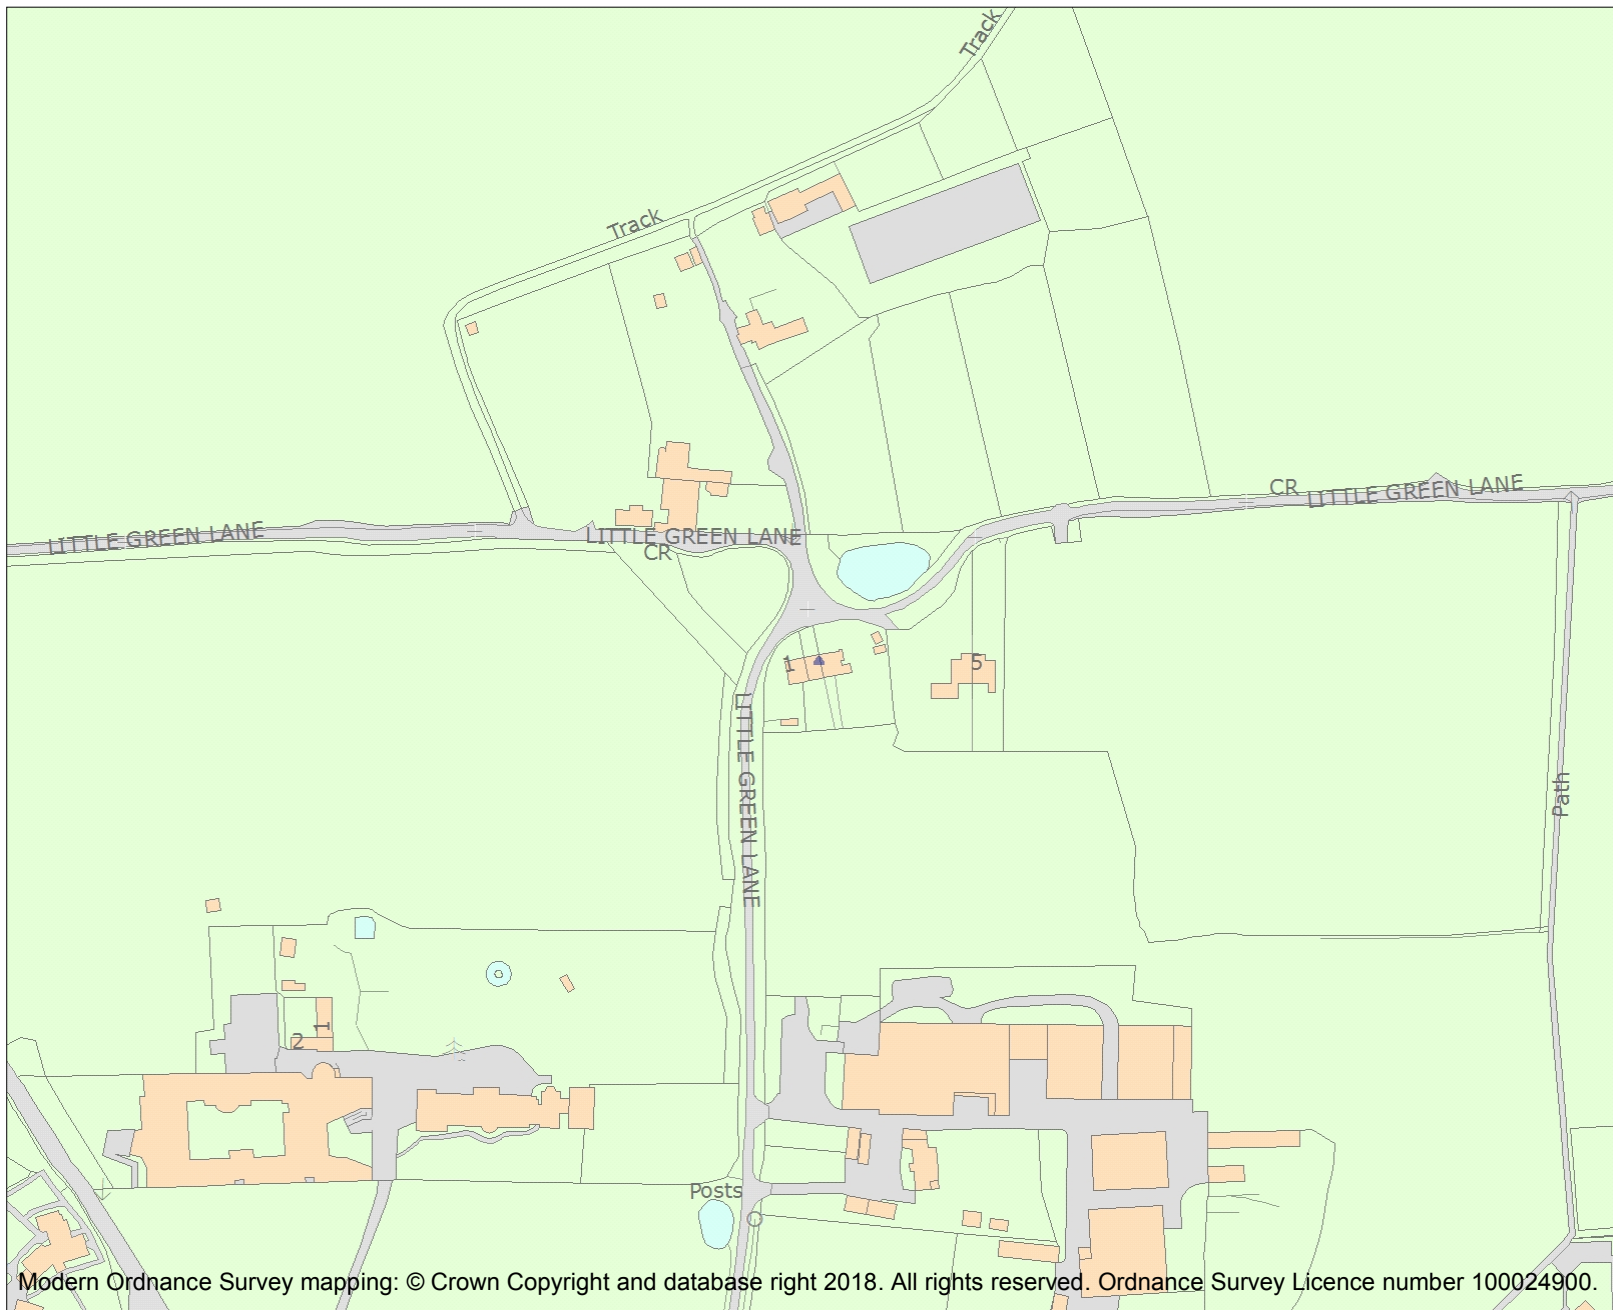 Track
Track
CR
LITTLE GREEN LANE
LITTLE GREEN LANE
LITTLE GREEN LANE
CR
1
5
LITTLE GREEN LANE
Path
1
2
Posts
Modern Ordnance Survey mapping: © Crown Copyright and database right 2018. All rights reserved. Ordnance Survey Licence number 100024900.